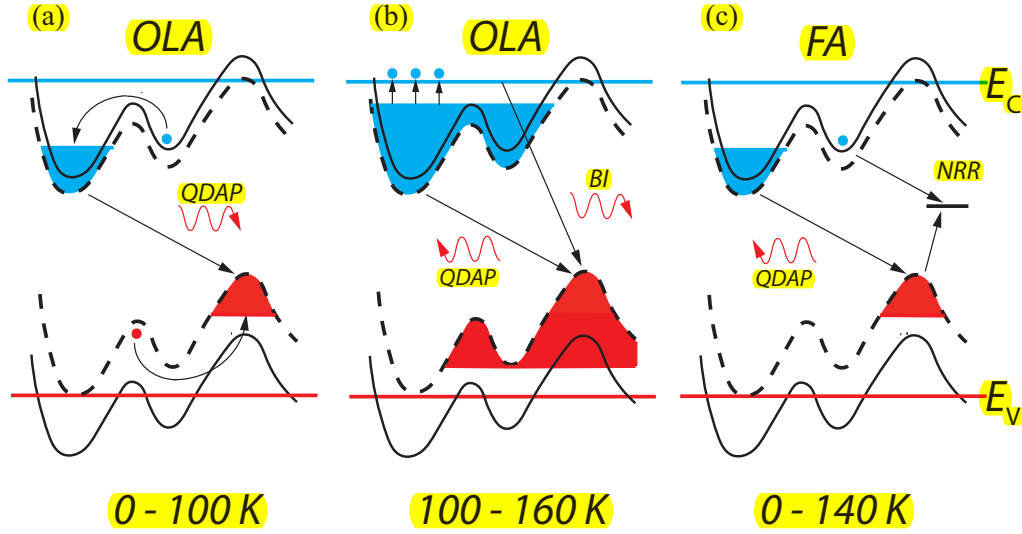 (a)
OLA
QDAP
0 - 100 K
(b)
OLA
BI
QDAP
100 - 160 K
(c)
FA
E_C
NRR
QDAP
E_V
0 - 140 K